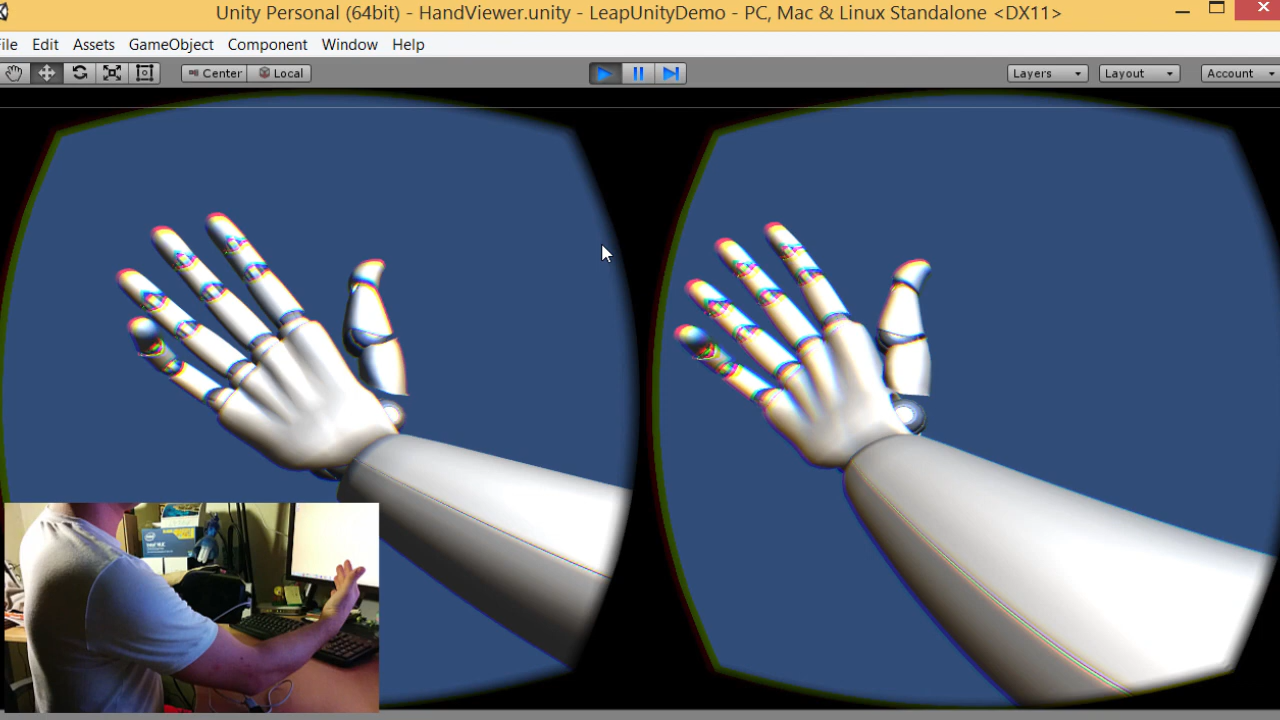 Unity Personal (64bit) - HandViewer.unity - LeapUnityDemo - PC, Mac & Linux Standalone <DX11>
File Edit Assets GameObject Component Window Help
Center Local Layers Layout Account